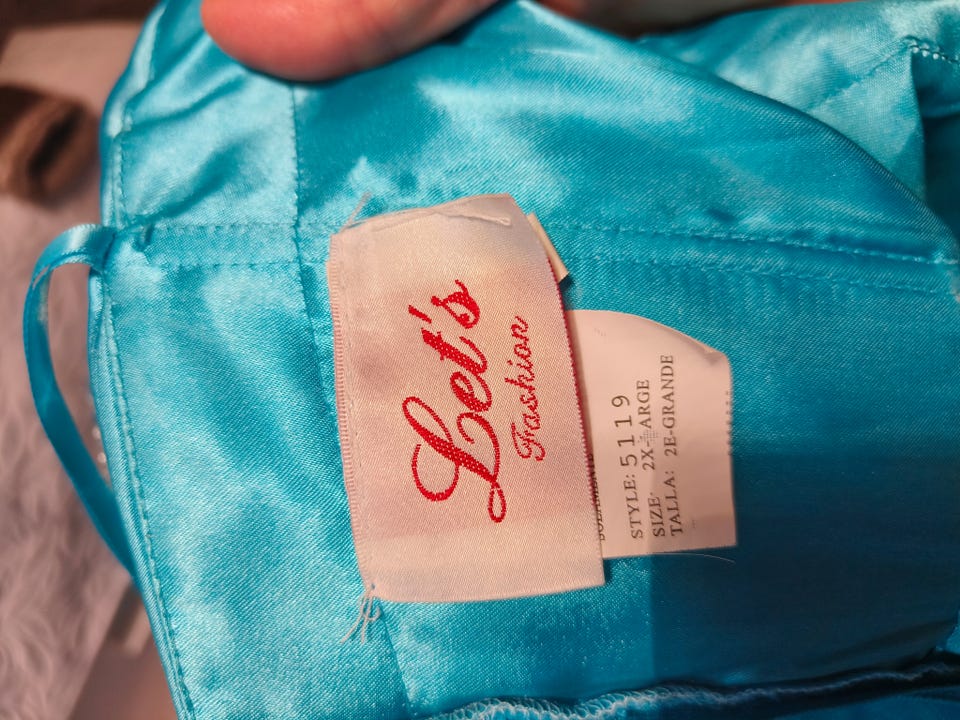 Let's
Fashion
STYLE: 5119
SIZE: 2X-LARGE
TALLA: 2E-GRANDE